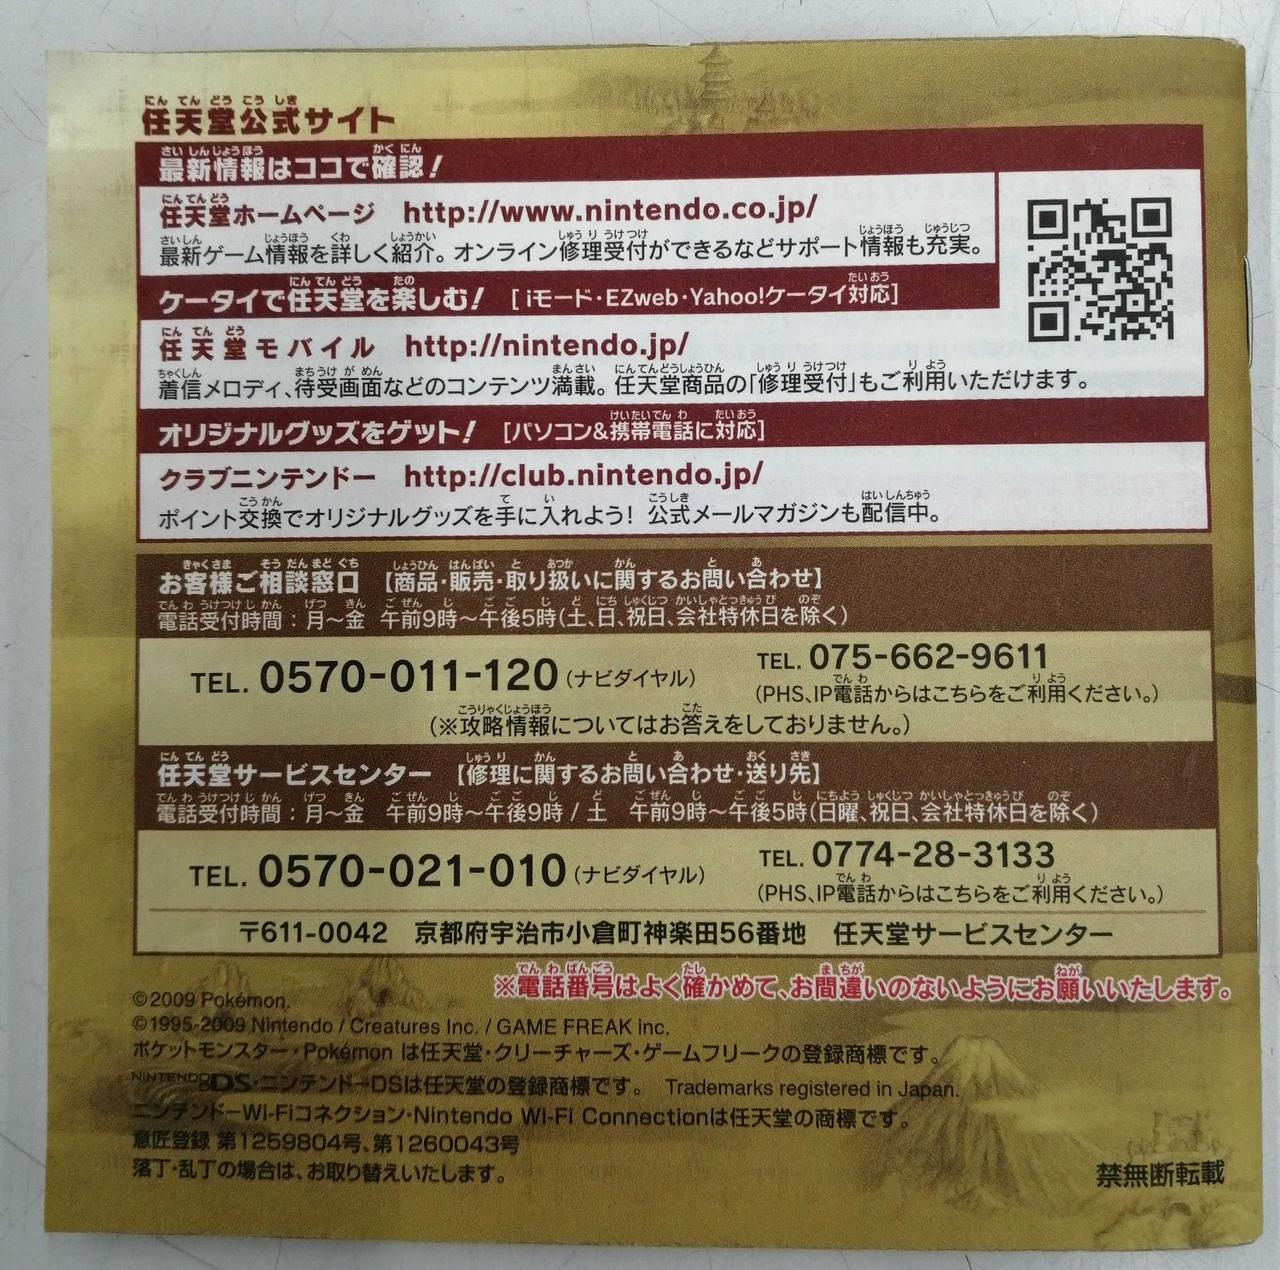 任天堂公式サイト
最新情報はココで確認！
任天堂ホームページ http://www.nintendo.co.jp/
最新ゲーム情報を詳しく紹介。オンライン修理受付ができるなどサポート情報も充実。
ケータイで任天堂を楽しむ！ [iモード・EZweb・Yahoo!ケータイ対応]
任天堂モバイル http://nintendo.jp/
着信メロディ、待受画面などのコンテンツ満載。任天堂商品の「修理受付」もご利用いただけます。
オリジナルグッズをゲット！ [パソコン&携帯電話に対応]
クラブニンテンドー http://club.nintendo.jp/
ポイント交換でオリジナルグッズを手に入れよう！ 公式メールマガジンも配信中。
お客様ご相談窓口 【商品・販売・取り扱いに関するお問い合わせ】
電話受付時間：月～金 午前9時～午後5時(土、日、祝日、会社特休日を除く)
TEL. 0570-011-120 (ナビダイヤル) TEL. 075-662-9611
(PHS、IP電話からはこちらをご利用ください。)
(※攻略情報についてはお答えをしておりません。)
任天堂サービスセンター 【修理に関するお問い合わせ・送り先】
電話受付時間：月～金 午前9時～午後9時 / 土 午前9時～午後5時(日曜、祝日、会社特休日を除く)
TEL. 0570-021-010 (ナビダイヤル) TEL. 0774-28-3133
(PHS、IP電話からはこちらをご利用ください。)
〒611-0042 京都府宇治市小倉町神楽田56番地 任天堂サービスセンター
※電話番号はよく確かめて、お間違いのないようにお願いいたします。
©2009 Pokémon.
©1995-2009 Nintendo / Creatures Inc. / GAME FREAK inc.
ポケットモンスター・Pokémon は任天堂・クリーチャーズ・ゲームフリークの登録商標です。
NINTENDO DS・ニンテンドーDSは任天堂の登録商標です。 Trademarks registered in Japan.
ニンテンドーWi-Fiコネクション・Nintendo Wi-Fi Connectionは任天堂の商標です。
意匠登録 第1259804号、第1260043号
落丁・乱丁の場合は、お取り替えいたします。
禁無断転載